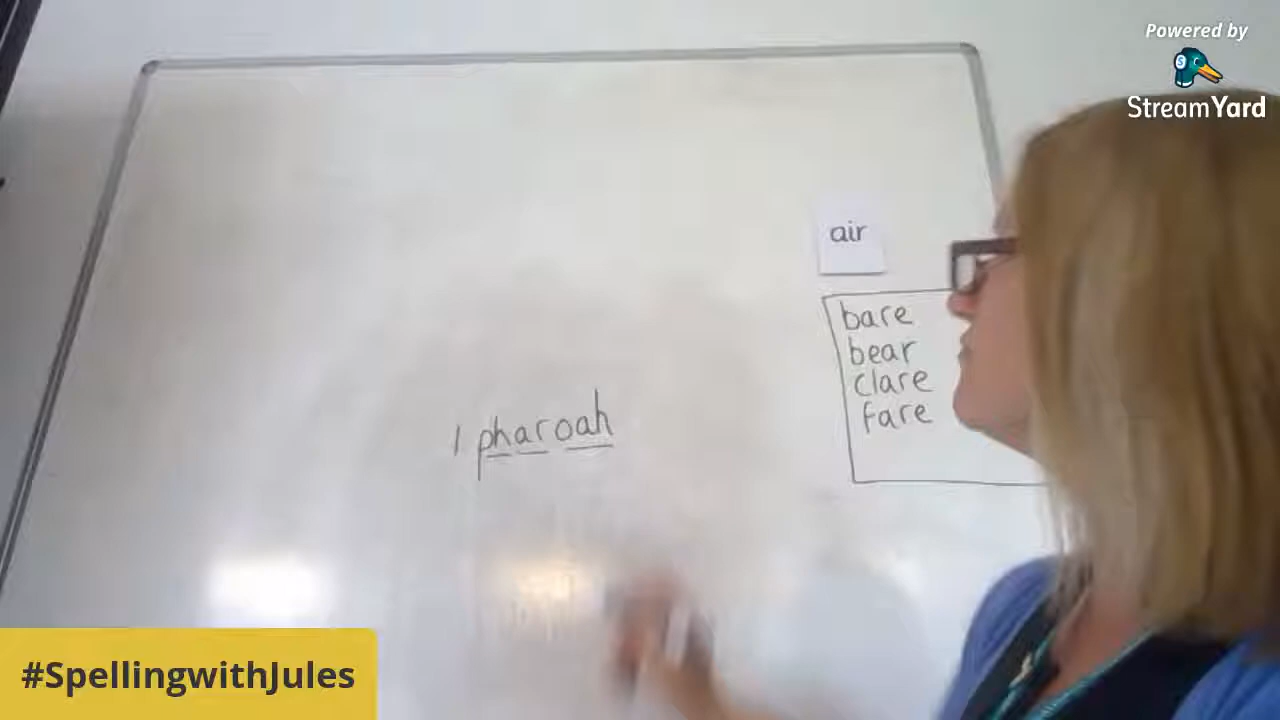 Powered by
StreamYard
air
bare
bear
clare
fare
1 pharoah
#SpellingwithJules